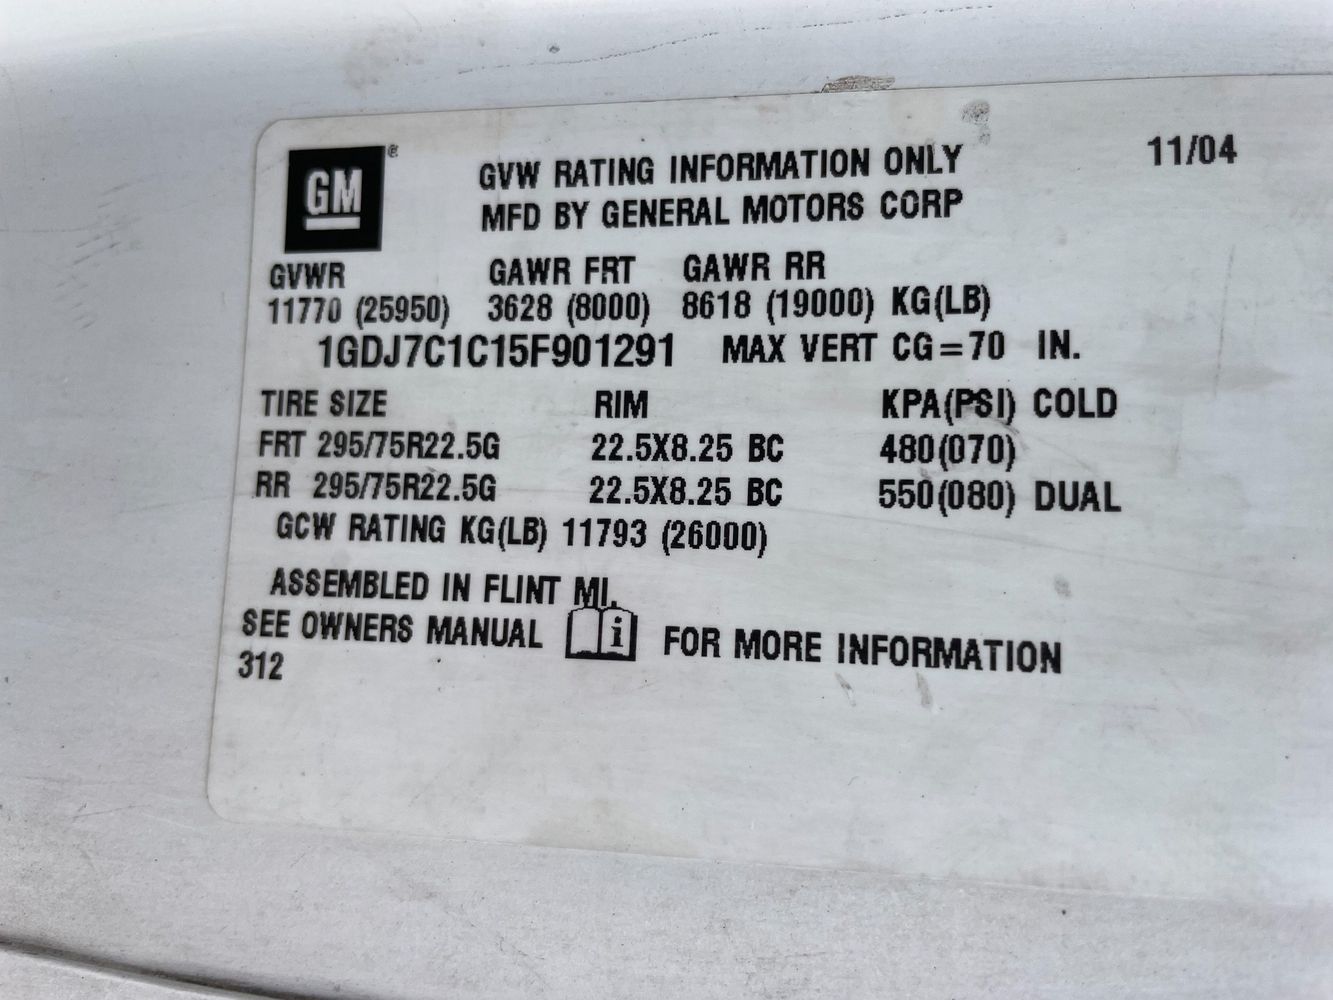 GM ®
GVW RATING INFORMATION ONLY 11/04
MFD BY GENERAL MOTORS CORP
GVWR GAWR FRT GAWR RR
11770 (25950) 3628 (8000) 8618 (19000) KG(LB)
1GDJ7C1C15F901291 MAX VERT CG=70 IN.
TIRE SIZE RIM KPA(PSI) COLD
FRT 295/75R22.5G 22.5X8.25 BC 480(070)
RR 295/75R22.5G 22.5X8.25 BC 550(080) DUAL
GCW RATING KG(LB) 11793 (26000)
ASSEMBLED IN FLINT MI.
SEE OWNERS MANUAL i FOR MORE INFORMATION
312